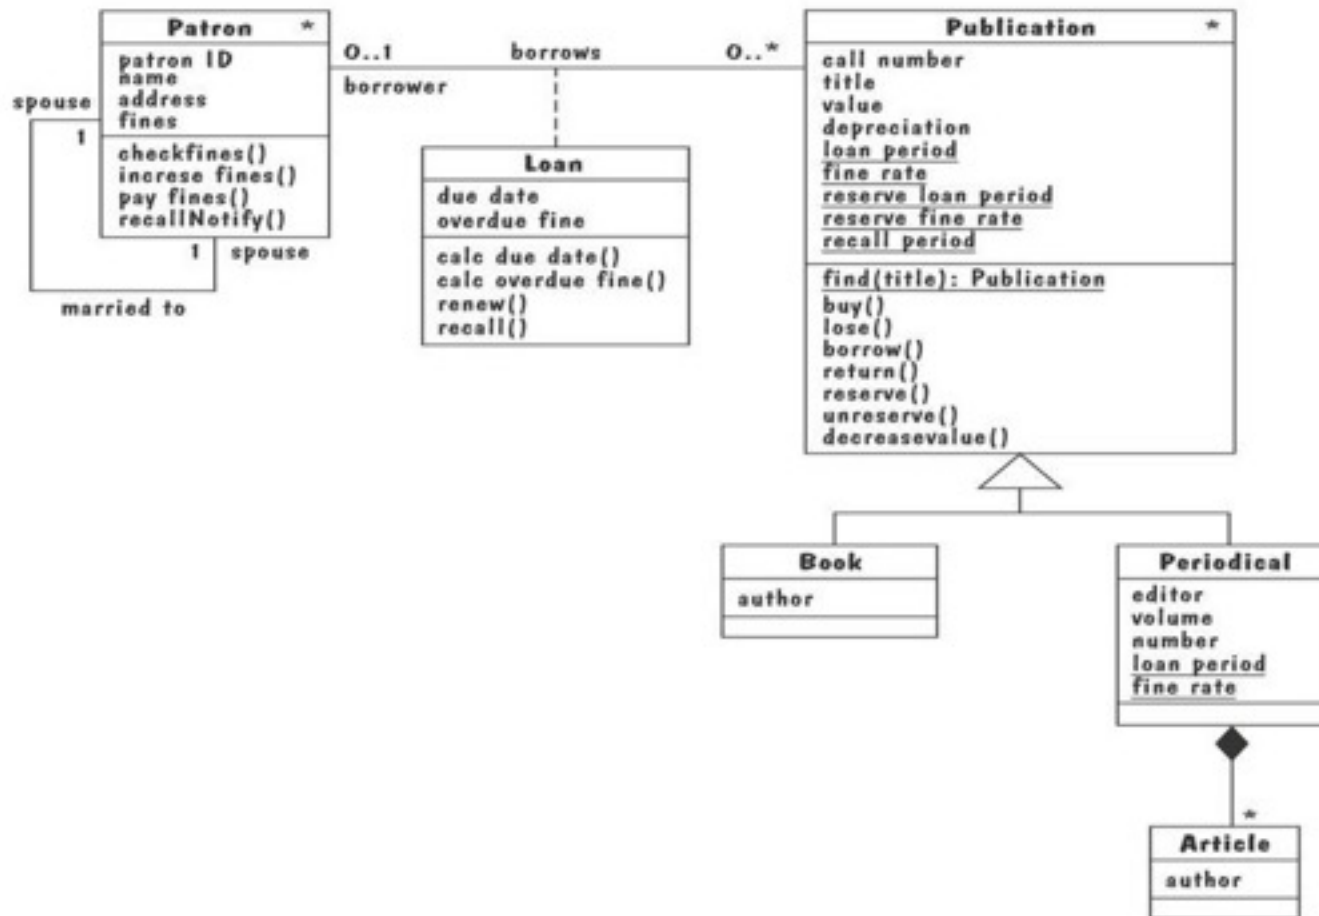 Patron *
patron ID
name
address
fines
checkfines()
increse fines()
pay fines()
recallNotify()
spouse
1
1 spouse
married to
0..1 borrows 0..*
borrower
Loan
due date
overdue fine
calc due date()
calc overdue fine()
renew()
recall()
Publication *
call number
title
value
depreciation
loan period
fine rate
reserve loan period
reserve fine rate
recall period
find(title): Publication
buy()
lose()
borrow()
return()
reserve()
unreserve()
decreasevalue()
Book
author
Periodical
editor
volume
number
loan period
fine rate
*
Article
author